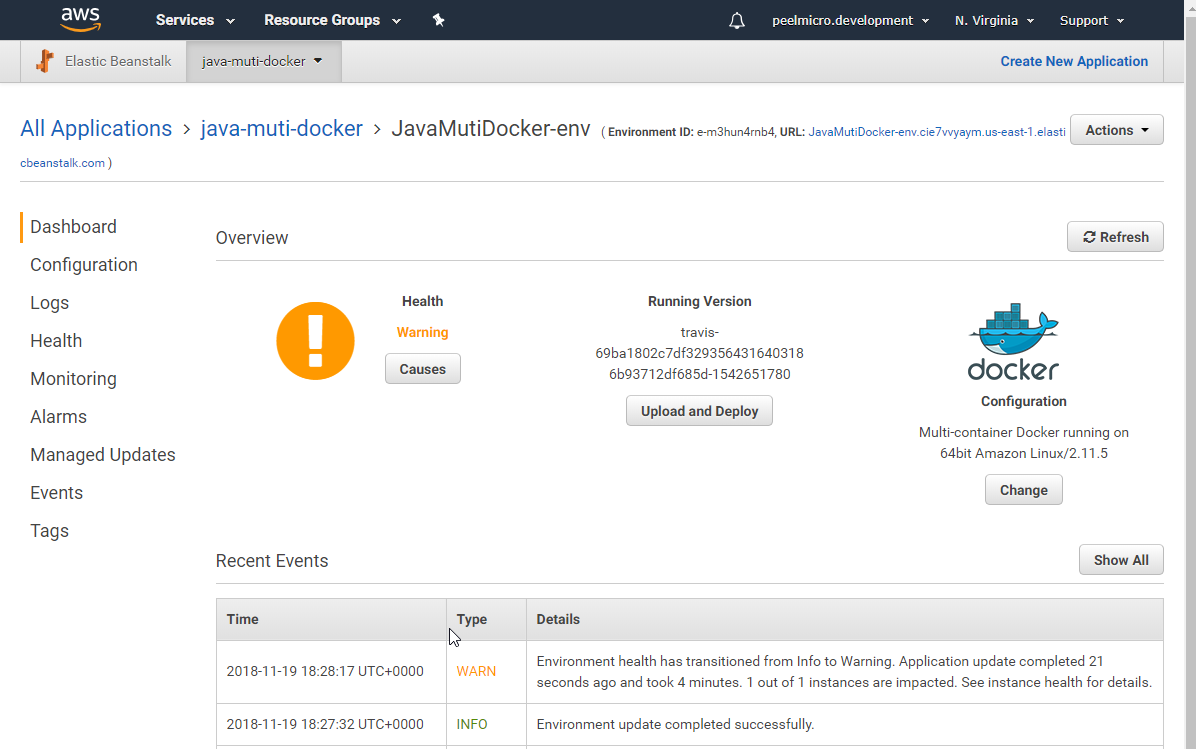 aws Services Resource Groups peelmicro.development N. Virginia Support
Elastic Beanstalk java-muti-docker Create New Application
All Applications > java-muti-docker > JavaMutiDocker-env ( Environment ID: e-m3hun4rnb4, URL: JavaMutiDocker-env.cie7vvyaym.us-east-1.elasti
cbeanstalk.com )
Actions
Dashboard
Configuration
Logs
Health
Monitoring
Alarms
Managed Updates
Events
Tags
Overview
Refresh
Health
Warning
Causes
Running Version
travis-
69ba1802c7df329356431640318
6b93712df685d-1542651780
Upload and Deploy
docker
Configuration
Multi-container Docker running on
64bit Amazon Linux/2.11.5
Change
Recent Events
Show All
Time Type Details
2018-11-19 18:28:17 UTC+0000 WARN Environment health has transitioned from Info to Warning. Application update completed 21
seconds ago and took 4 minutes. 1 out of 1 instances are impacted. See instance health for details.
2018-11-19 18:27:32 UTC+0000 INFO Environment update completed successfully.